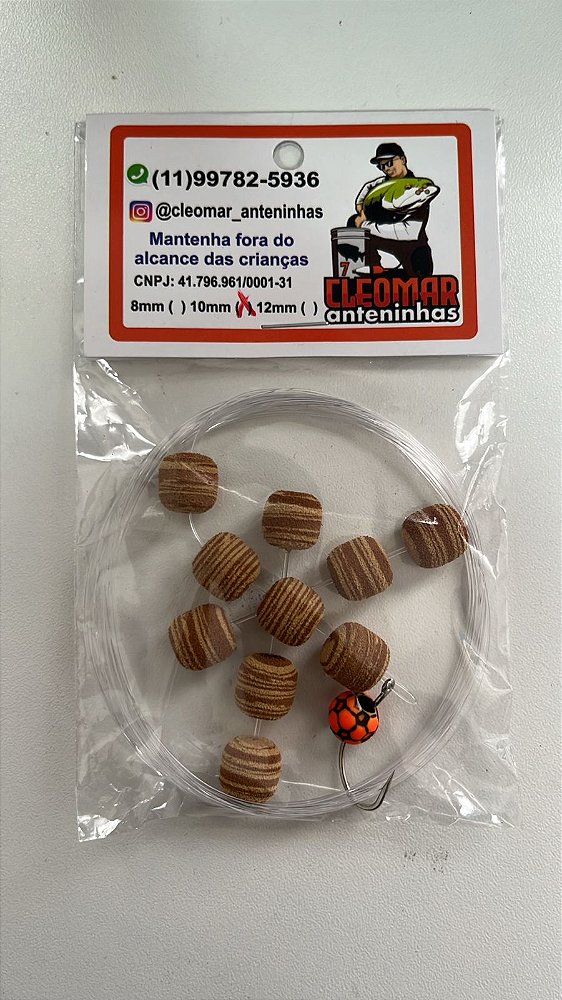 (11)99782-5936
@cleomar_anteninhas
Mantenha fora do
alcance das crianças
CNPJ: 41.796.961/0001-31
8mm ( ) 10mm (X) 12mm ( )
7
CLEOMAR
anteninhas